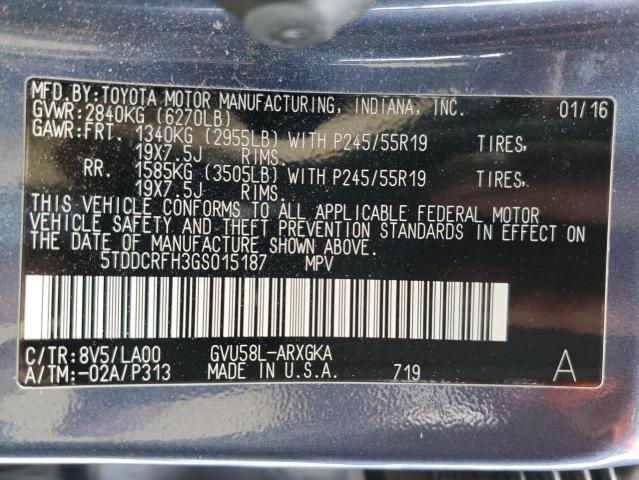 MFD.BY:TOYOTA MOTOR MANUFACTURING, INDIANA, INC. 01/16
GVWR:2840KG (6270LB)
GAWR:FRT. 1340KG (2955LB) WITH P245/55R19 TIRES,
19X7.5J RIMS.
RR. 1585KG (3505LB) WITH P245/55R19 TIRES,
19X7.5J RIMS.
THIS VEHICLE CONFORMS TO ALL APPLICABLE FEDERAL MOTOR
VEHICLE SAFETY AND THEFT PREVENTION STANDARDS IN EFFECT ON
THE DATE OF MANUFACTURE SHOWN ABOVE.
5TDDCRFH3GS015187 MPV
C/TR:8V5/LA00 GVU58L-ARXGKA
A/TM:-02A/P313 MADE IN U.S.A. 719 A